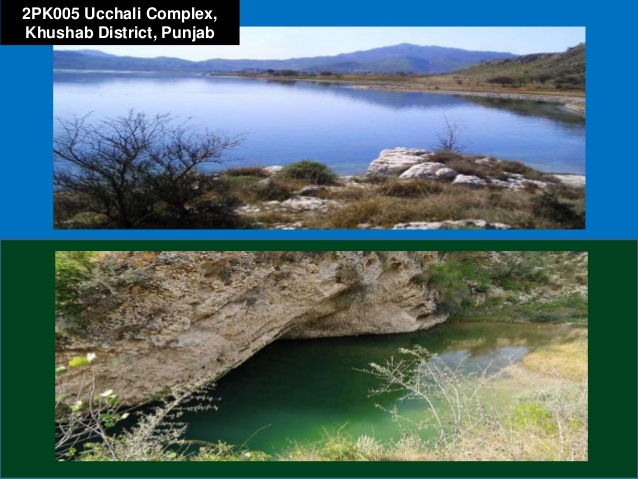 2PK005 Ucchali Complex,
Khushab District, Punjab